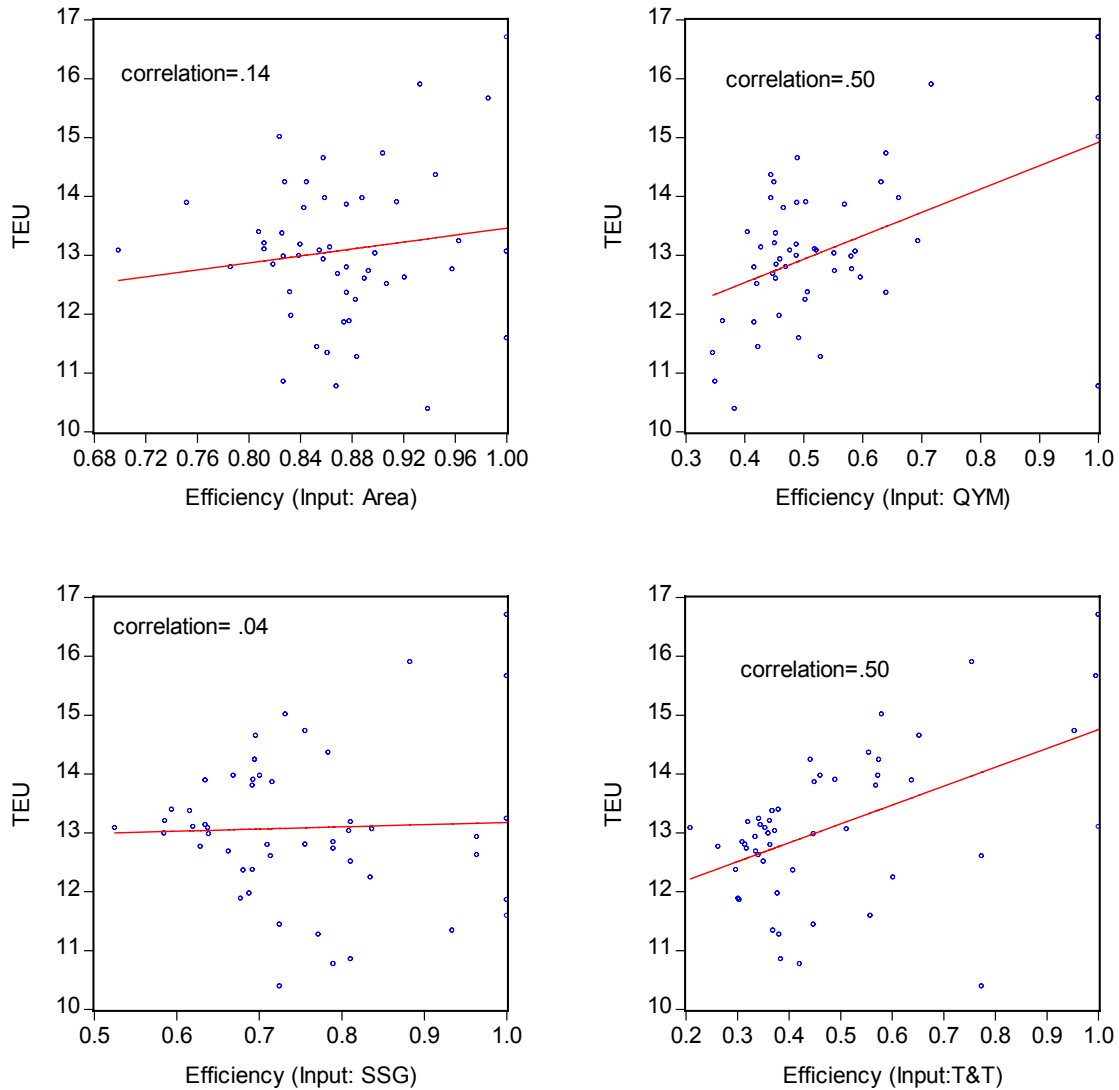 17
16
15
14
13
12
11
10
TEU
correlation=.14
0.68 0.72 0.76 0.80 0.84 0.88 0.92 0.96 1.00
Efficiency (Input: Area)
17
16
15
14
13
12
11
10
TEU
correlation=.50
0.3 0.4 0.5 0.6 0.7 0.8 0.9 1.0
Efficiency (Input: QYM)
17
16
15
14
13
12
11
10
TEU
correlation= .04
0.5 0.6 0.7 0.8 0.9 1.0
Efficiency (Input: SSG)
17
16
15
14
13
12
11
10
TEU
correlation=.50
0.2 0.3 0.4 0.5 0.6 0.7 0.8 0.9 1.0
Efficiency (Input:T&T)